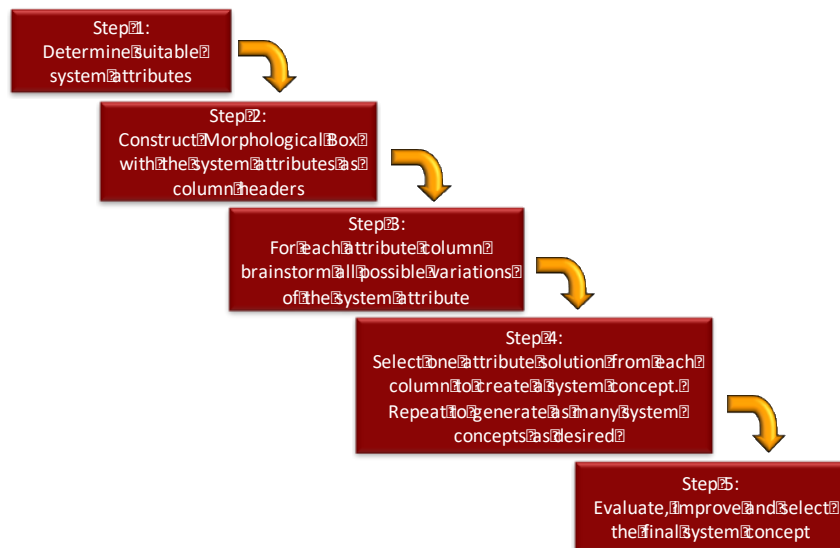 Step 1:
Determine suitable
system attributes
Step 2:
Construct Morphological Box
with the system attributes as
column headers
Step 3:
For each attribute column
brainstorm all possible variations
of the system attribute
Step 4:
Select one attribute solution from each
column to create a system concept.
Repeat to generate as many system
concepts as desired
Step 5:
Evaluate, improve and select
the final system concept